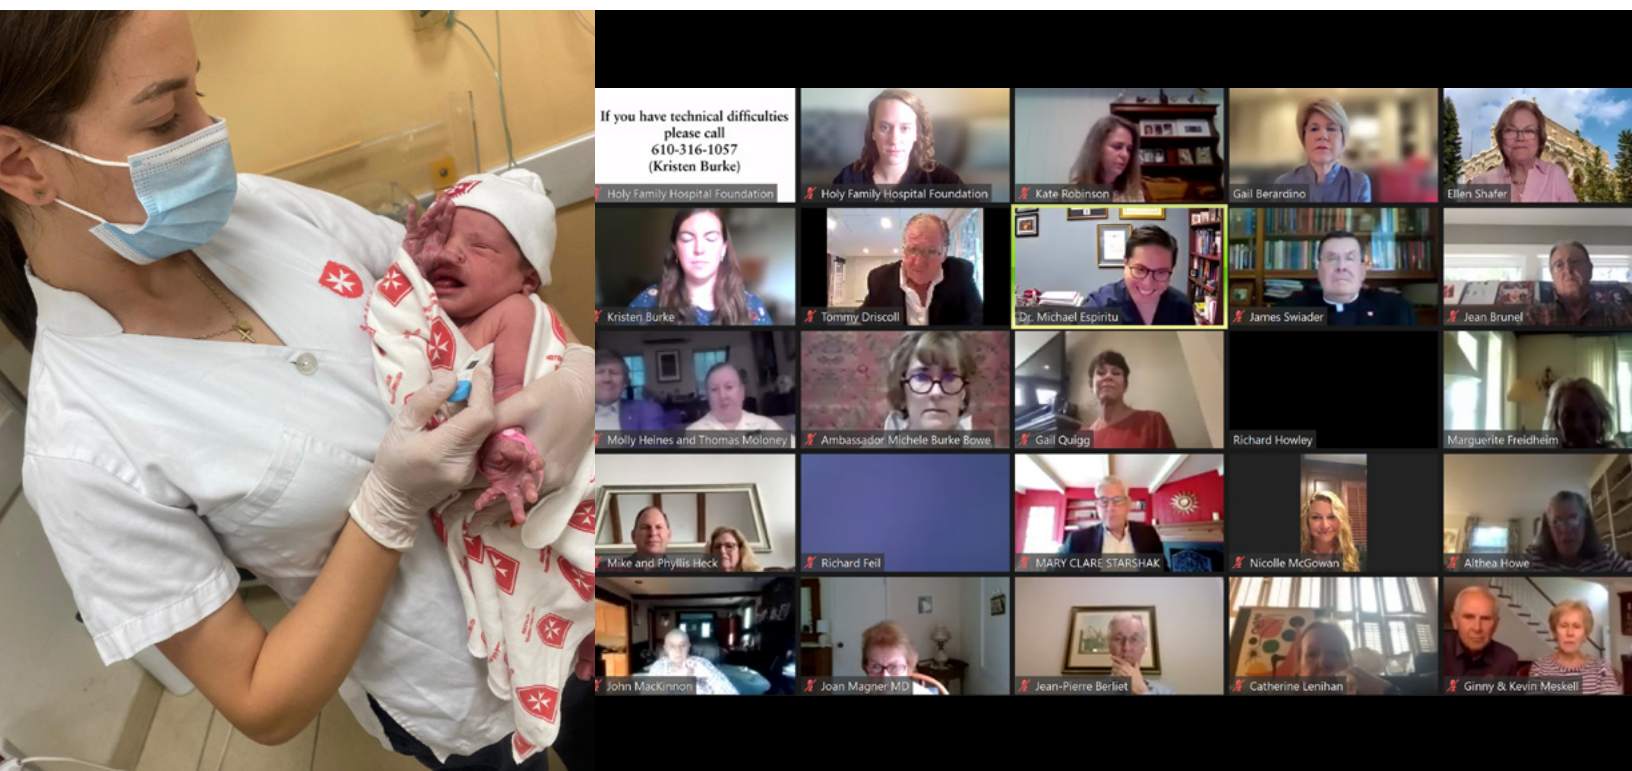 If you have technical difficulties
please call
610-316-1057
(Kristen Burke)
Holy Family Hospital Foundation
Holy Family Hospital Foundation
Kate Robinson
Gail Berardino
Ellen Shafer
Kristen Burke
Tommy Driscoll
Dr. Michael Espiritu
James Swiader
Jean Brunel
Molly Heines and Thomas Moloney
Ambassador Michele Burke Bowe
Gail Quigg
Richard Howley
Marguerite Freidheim
Mike and Phyllis Heck
Richard Feil
MARY CLARE STARSHAK
Nicolle McGowan
Althea Howe
John MacKinnon
Joan Magner MD
Jean-Pierre Berliet
Catherine Lenihan
Ginny & Kevin Meskell